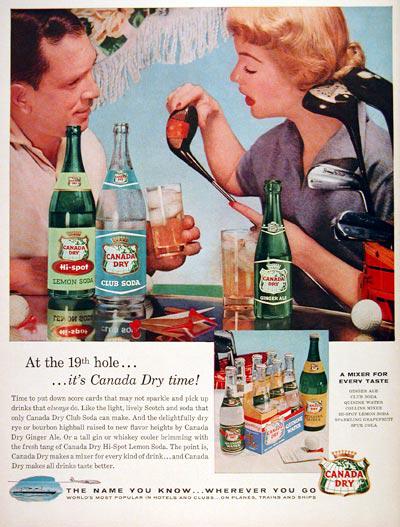 CANADA
DRY
Hi-spot
LEMON SODA
CANADA
DRY
CLUB SODA
CANADA
DRY
GINGER ALE
At the 19th hole...
...it's Canada Dry time!
Time to put down score cards that may not sparkle and pick up
drinks that always do. Like the light, lively Scotch and soda that
only Canada Dry Club Soda can make. And the delightfully dry
rye or bourbon highball raised to new flavor heights by Canada
Dry Ginger Ale. Or a tall gin or whiskey cooler brimming with
the fresh tang of Canada Dry Hi-Spot Lemon Soda. The point is,
Canada Dry makes a mixer for every kind of drink...and Canada
Dry makes all drinks taste better.
A MIXER FOR
EVERY TASTE
GINGER ALE
CLUB SODA
QUININE WATER
COLLINS MIXER
HI-SPOT LEMON SODA
SPARKLING GRAPEFRUIT
SPUR COLA
CANADA
DRY
THE NAME YOU KNOW...WHEREVER YOU GO
WORLD'S MOST POPULAR IN HOTELS AND CLUBS...ON PLANES, TRAINS AND SHIPS